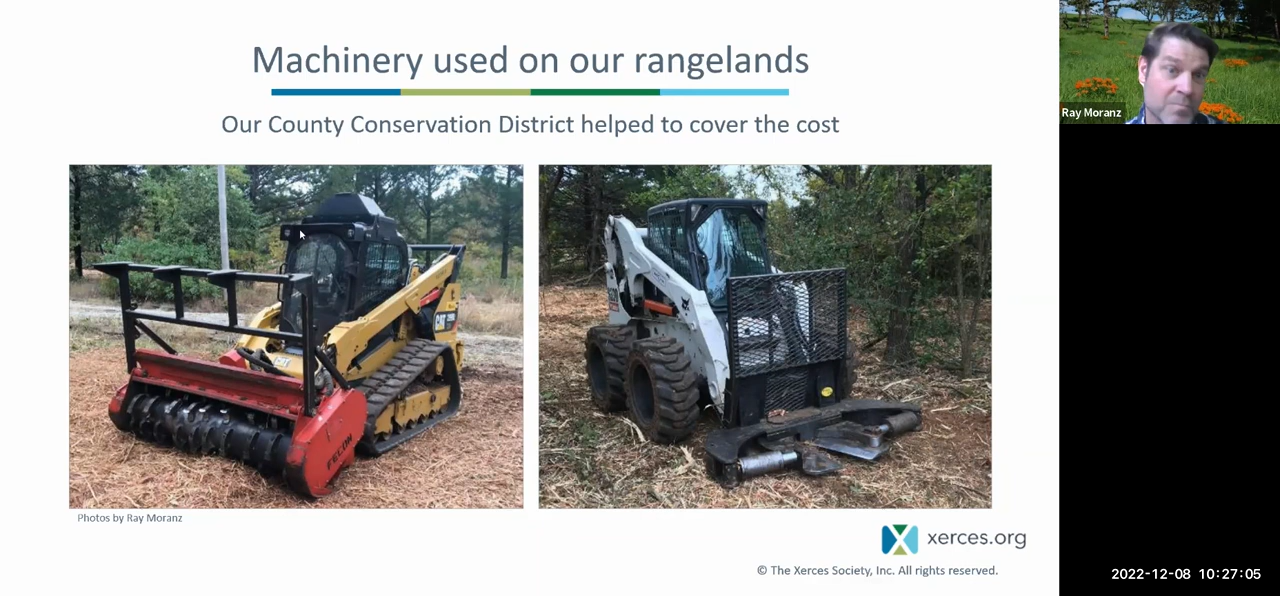 Machinery used on our rangelands
Our County Conservation District helped to cover the cost
Ray Moranz
CAT
CAT
FECON
Photos by Ray Moranz
xerces.org
© The Xerces Society, Inc. All rights reserved.
2022-12-08 10:27:05